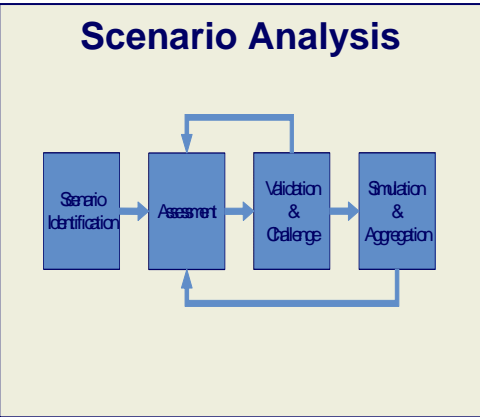 Scenario Analysis
Scenario
Identification
Assessment
Validation
&
Challenge
Simulation
&
Aggregation